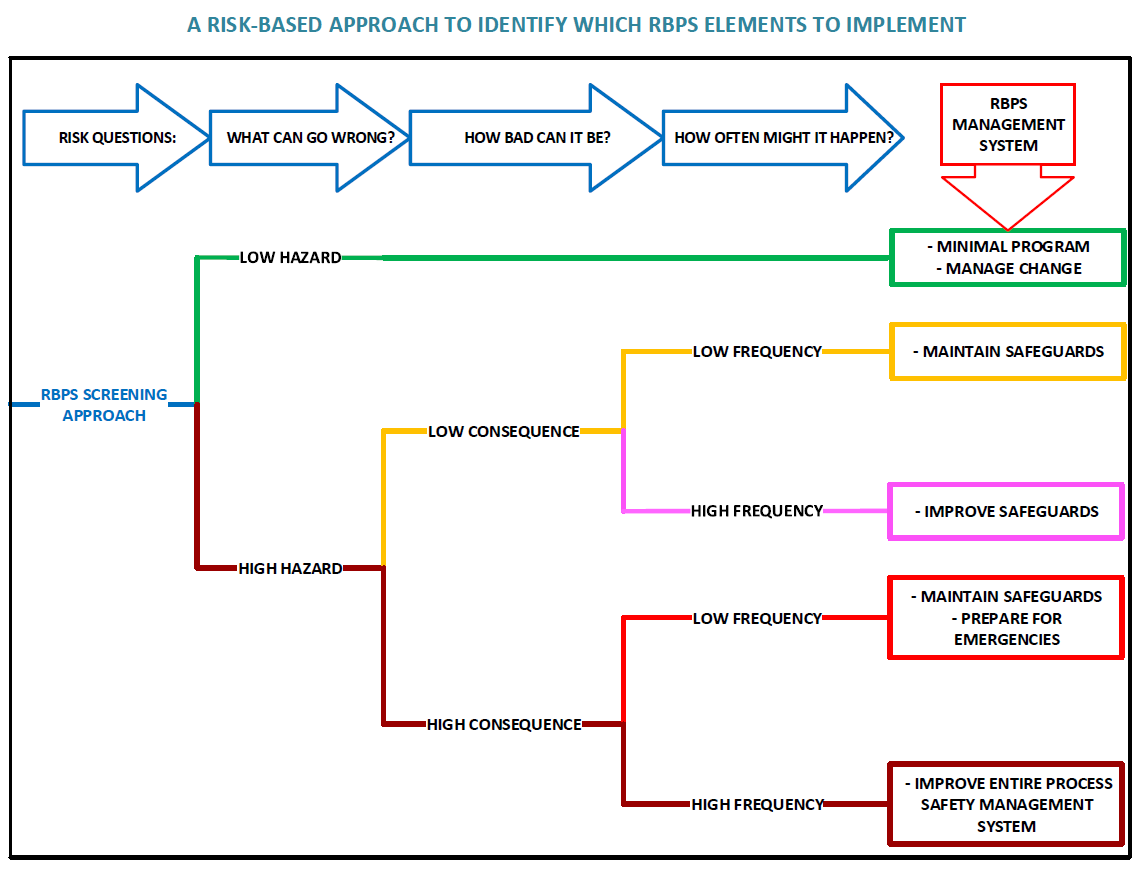 A RISK-BASED APPROACH TO IDENTIFY WHICH RBPS ELEMENTS TO IMPLEMENT
RISK QUESTIONS:
WHAT CAN GO WRONG?
HOW BAD CAN IT BE?
HOW OFTEN MIGHT IT HAPPEN?
RBPS
MANAGEMENT
SYSTEM
LOW HAZARD
- MINIMAL PROGRAM
- MANAGE CHANGE
LOW FREQUENCY
- MAINTAIN SAFEGUARDS
RBPS SCREENING
APPROACH
LOW CONSEQUENCE
HIGH FREQUENCY
- IMPROVE SAFEGUARDS
HIGH HAZARD
LOW FREQUENCY
- MAINTAIN SAFEGUARDS
- PREPARE FOR
EMERGENCIES
HIGH CONSEQUENCE
HIGH FREQUENCY
- IMPROVE ENTIRE PROCESS
SAFETY MANAGEMENT
SYSTEM